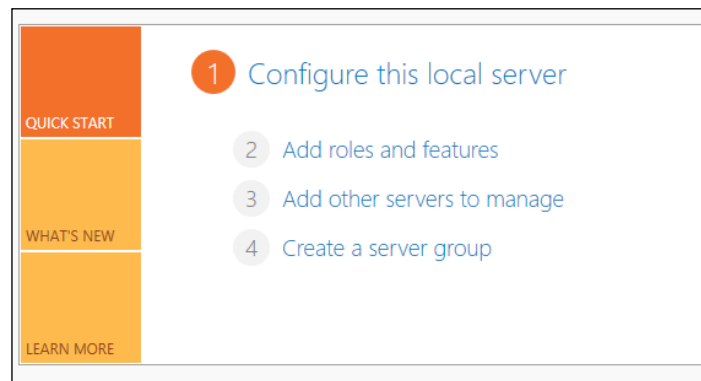 1 Configure this local server
QUICK START
2 Add roles and features
3 Add other servers to manage
WHAT'S NEW
4 Create a server group
LEARN MORE